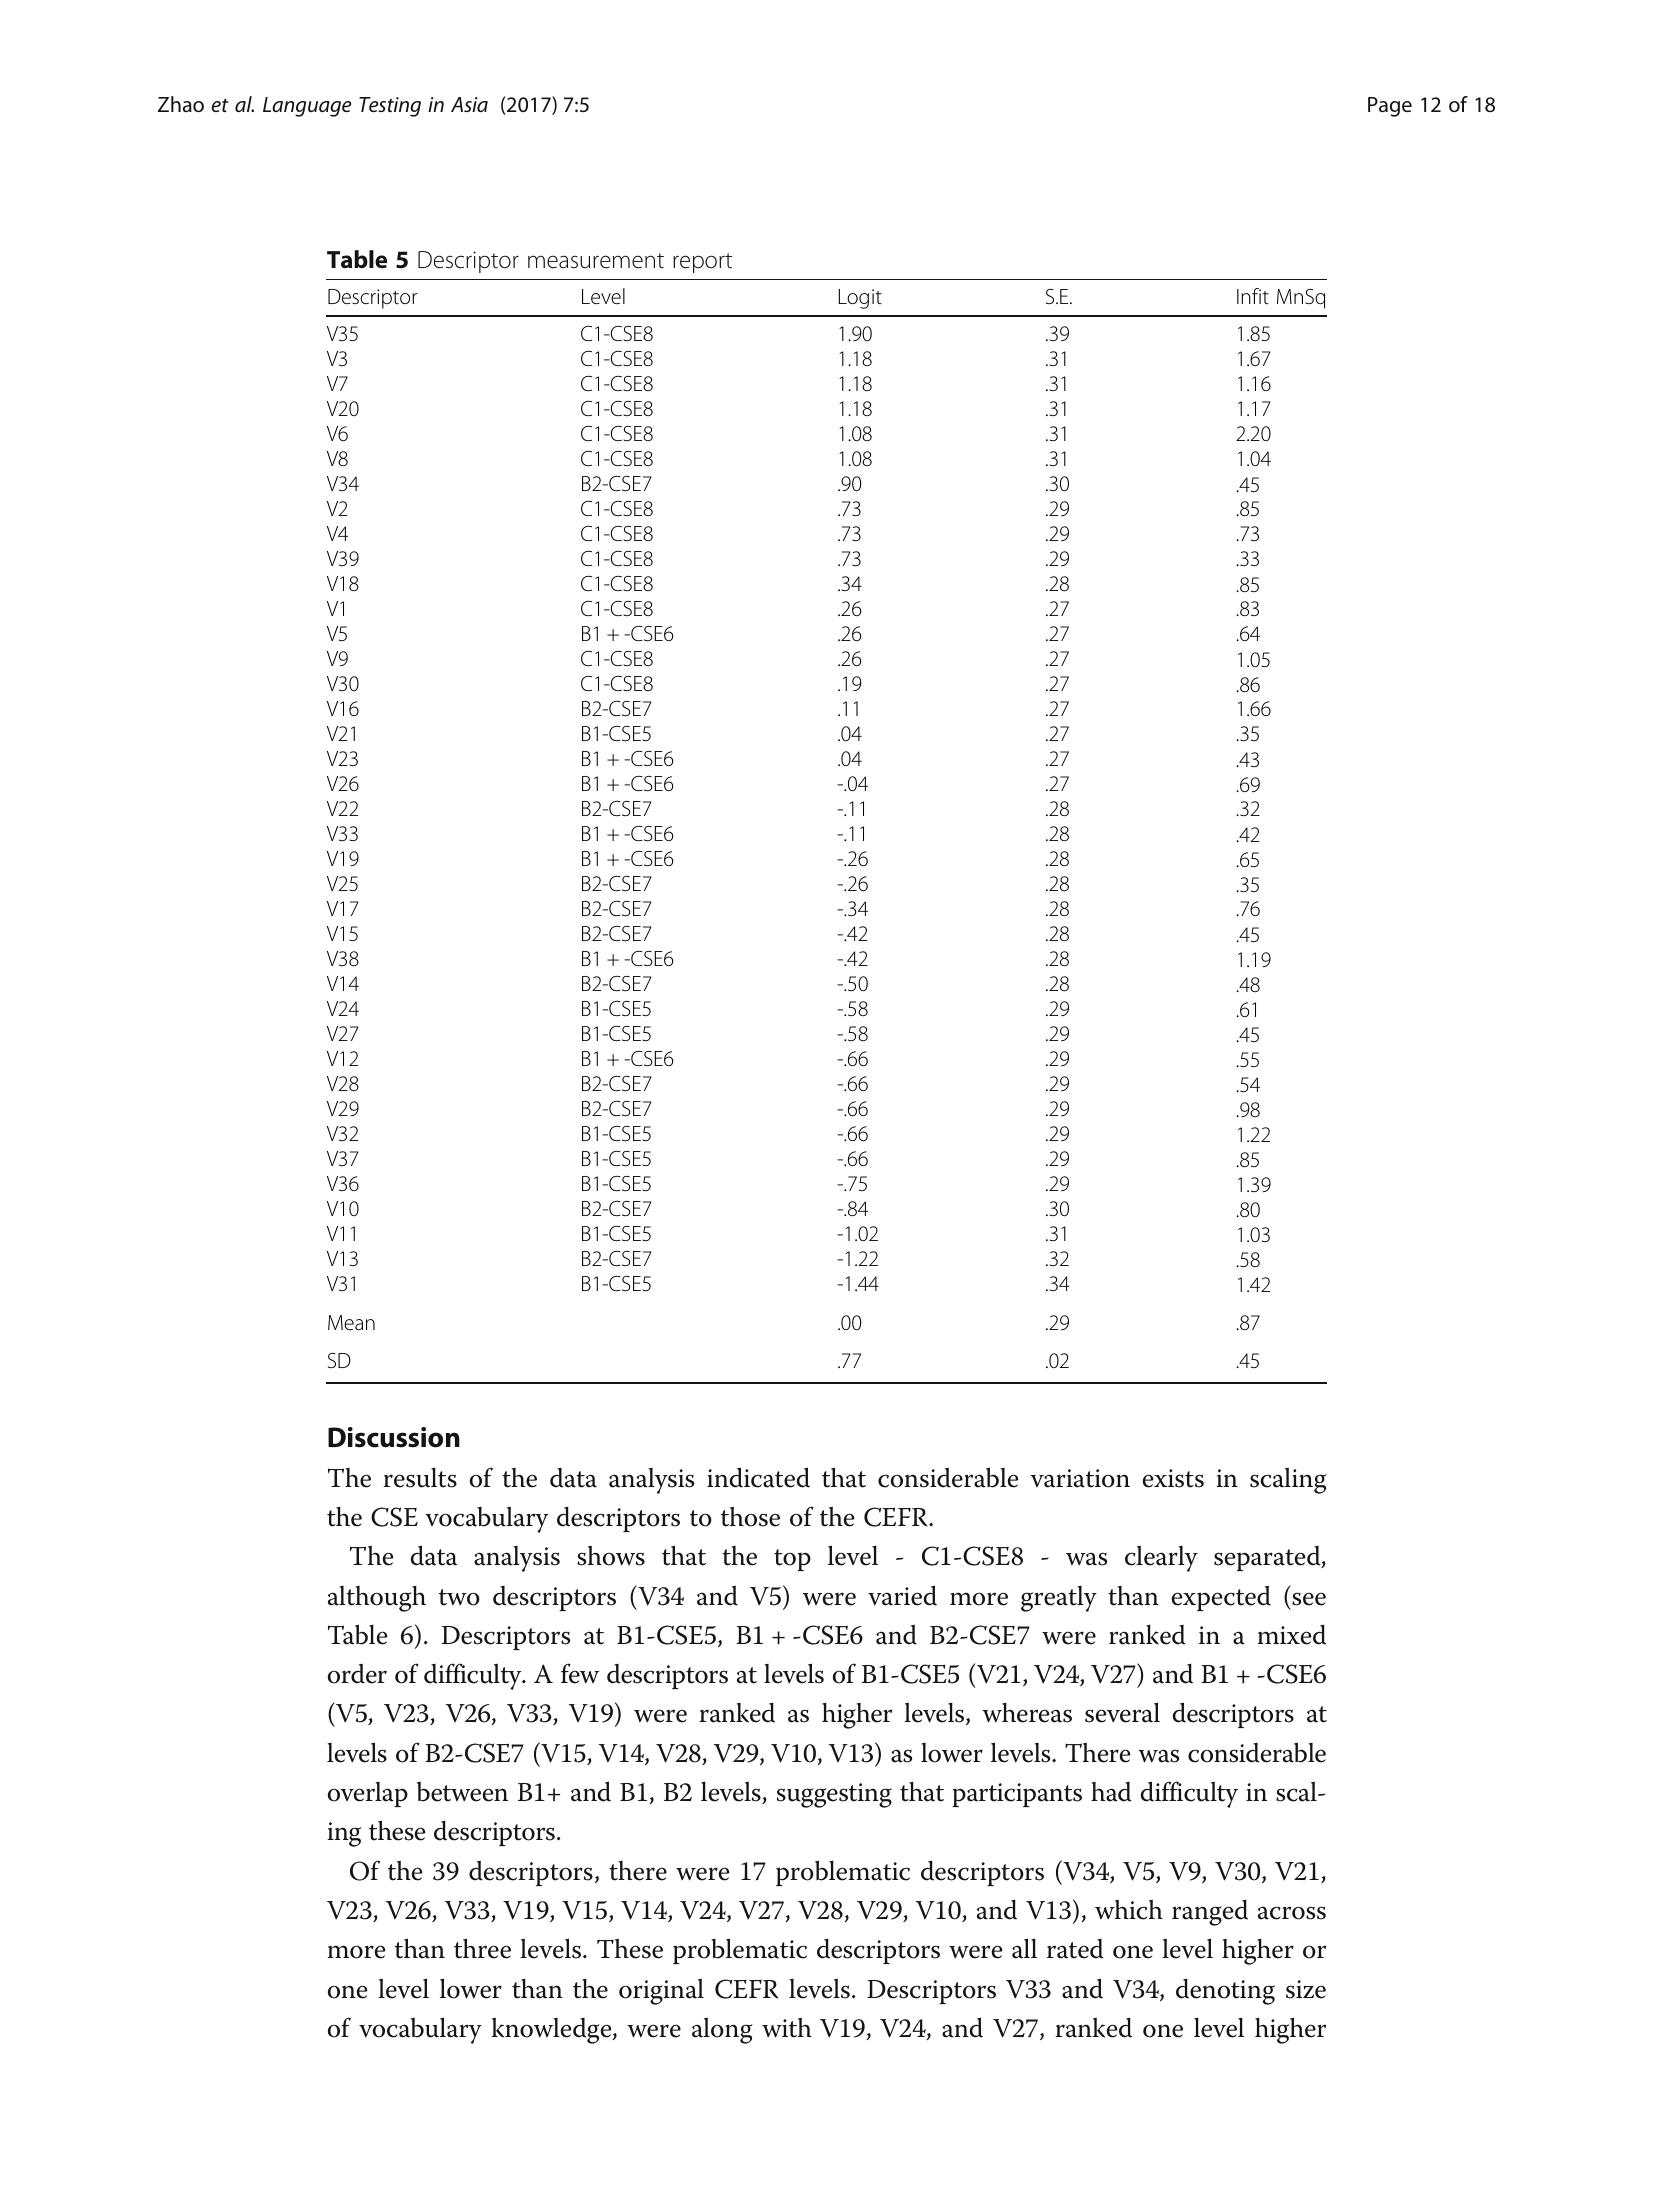 Zhao et al. Language Testing in Asia (2017) 7:5 Page 12 of 18
Table 5 Descriptor measurement report
Descriptor Level Logit S.E. Infit MnSq
V35 C1-CSE8 1.90 .39 1.85
V3 C1-CSE8 1.18 .31 1.67
V7 C1-CSE8 1.18 .31 1.16
V20 C1-CSE8 1.18 .31 1.17
V6 C1-CSE8 1.08 .31 2.20
V8 C1-CSE8 1.08 .31 1.04
V34 B2-CSE7 .90 .30 .45
V2 C1-CSE8 .73 .29 .85
V4 C1-CSE8 .73 .29 .73
V39 C1-CSE8 .73 .29 .33
V18 C1-CSE8 .34 .28 .85
V1 C1-CSE8 .26 .27 .83
V5 B1 + -CSE6 .26 .27 .64
V9 C1-CSE8 .26 .27 1.05
V30 C1-CSE8 .19 .27 .86
V16 B2-CSE7 .11 .27 1.66
V21 B1-CSE5 .04 .27 .35
V23 B1 + -CSE6 .04 .27 .43
V26 B1 + -CSE6 -.04 .27 .69
V22 B2-CSE7 -.11 .28 .32
V33 B1 + -CSE6 -.11 .28 .42
V19 B1 + -CSE6 -.26 .28 .65
V25 B2-CSE7 -.26 .28 .35
V17 B2-CSE7 -.34 .28 .76
V15 B2-CSE7 -.42 .28 .45
V38 B1 + -CSE6 -.42 .28 1.19
V14 B2-CSE7 -.50 .28 .48
V24 B1-CSE5 -.58 .29 .61
V27 B1-CSE5 -.58 .29 .45
V12 B1 + -CSE6 -.66 .29 .55
V28 B2-CSE7 -.66 .29 .54
V29 B2-CSE7 -.66 .29 .98
V32 B1-CSE5 -.66 .29 1.22
V37 B1-CSE5 -.66 .29 .85
V36 B1-CSE5 -.75 .29 1.39
V10 B2-CSE7 -.84 .30 .80
V11 B1-CSE5 -1.02 .31 1.03
V13 B2-CSE7 -1.22 .32 .58
V31 B1-CSE5 -1.44 .34 1.42
Mean .00 .29 .87
SD .77 .02 .45
Discussion
The results of the data analysis indicated that considerable variation exists in scaling
the CSE vocabulary descriptors to those of the CEFR.
The data analysis shows that the top level - C1-CSE8 - was clearly separated,
although two descriptors (V34 and V5) were varied more greatly than expected (see
Table 6). Descriptors at B1-CSE5, B1 + -CSE6 and B2-CSE7 were ranked in a mixed
order of difficulty. A few descriptors at levels of B1-CSE5 (V21, V24, V27) and B1 + -CSE6
(V5, V23, V26, V33, V19) were ranked as higher levels, whereas several descriptors at
levels of B2-CSE7 (V15, V14, V28, V29, V10, V13) as lower levels. There was considerable
overlap between B1+ and B1, B2 levels, suggesting that participants had difficulty in scal-
ing these descriptors.
Of the 39 descriptors, there were 17 problematic descriptors (V34, V5, V9, V30, V21,
V23, V26, V33, V19, V15, V14, V24, V27, V28, V29, V10, and V13), which ranged across
more than three levels. These problematic descriptors were all rated one level higher or
one level lower than the original CEFR levels. Descriptors V33 and V34, denoting size
of vocabulary knowledge, were along with V19, V24, and V27, ranked one level higher